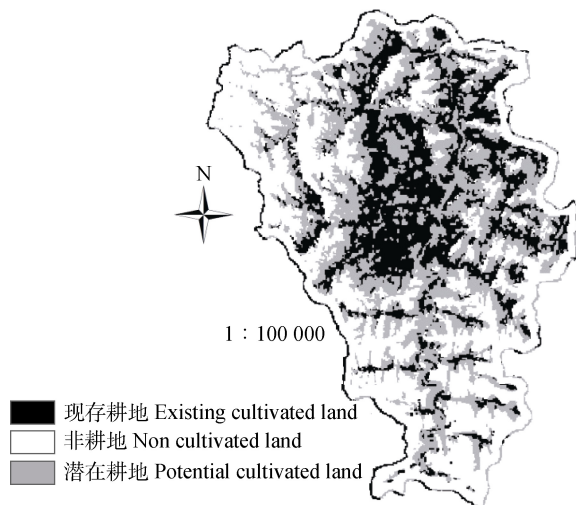 N
1：100 000
现存耕地 Existing cultivated land
非耕地 Non cultivated land
潜在耕地 Potential cultivated land